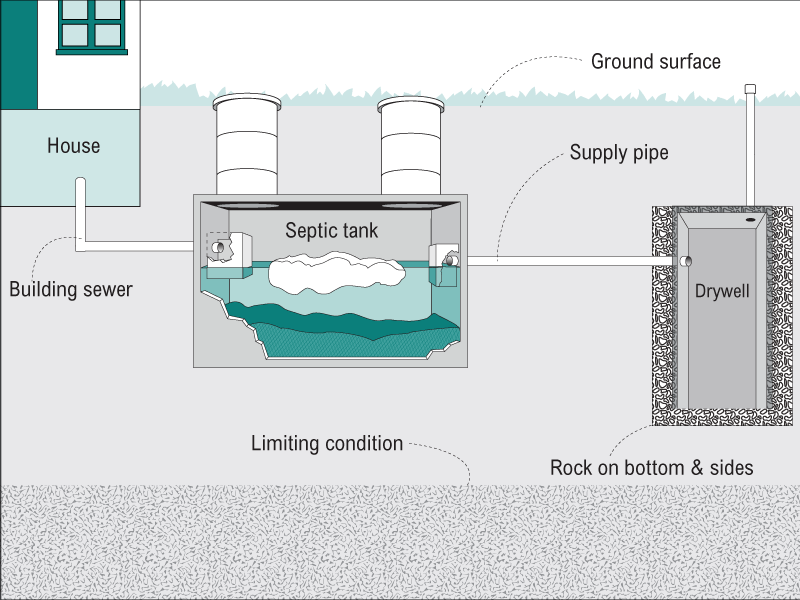 Ground surface
House
Supply pipe
Septic tank
Building sewer
Drywell
Limiting condition
Rock on bottom & sides